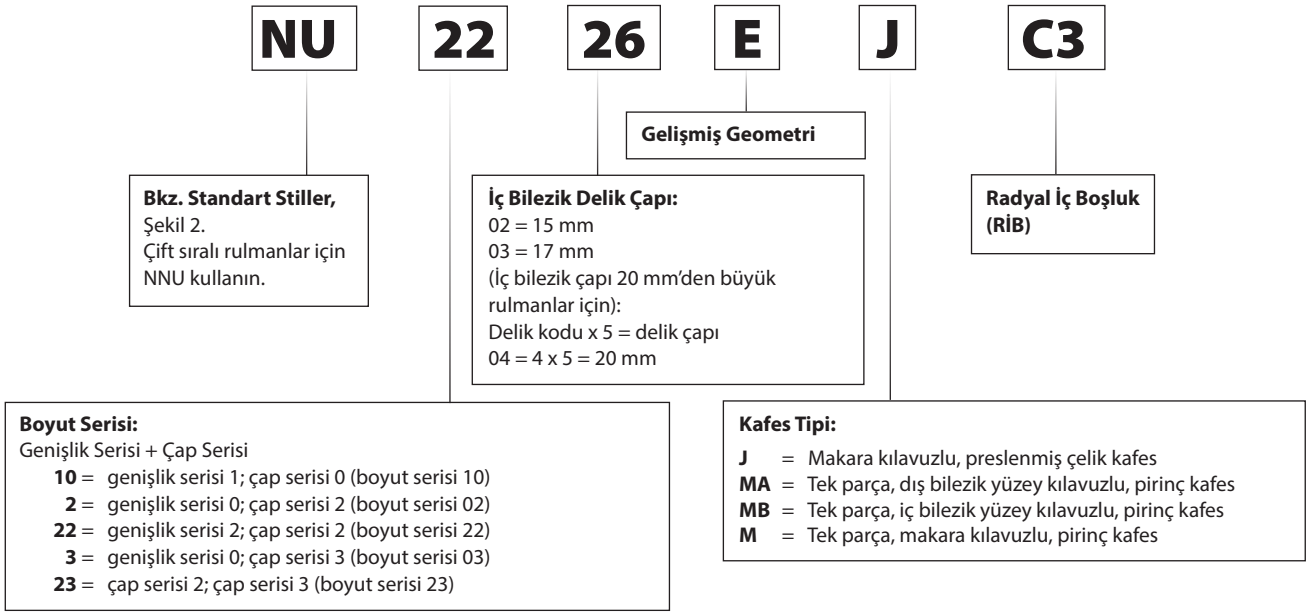 NU 22 26 E J C3
Gelişmiş Geometri
Bkz. Standart Stiller,
Şekil 2.
Çift sıralı rulmanlar için
NNU kullanın.
İç Bilezik Delik Çapı:
02 = 15 mm
03 = 17 mm
(İç bilezik çapı 20 mm’den büyük
rulmanlar için):
Delik kodu x 5 = delik çapı
04 = 4 x 5 = 20 mm
Radyal İç Boşluk
(RİB)
Boyut Serisi:
Genişlik Serisi + Çap Serisi
10 = genişlik serisi 1; çap serisi 0 (boyut serisi 10)
2 = genişlik serisi 0; çap serisi 2 (boyut serisi 02)
22 = genişlik serisi 2; çap serisi 2 (boyut serisi 22)
3 = genişlik serisi 0; çap serisi 3 (boyut serisi 03)
23 = çap serisi 2; çap serisi 3 (boyut serisi 23)
Kafes Tipi:
J = Makara kılavuzlu, preslenmiş çelik kafes
MA = Tek parça, dış bilezik yüzey kılavuzlu, pirinç kafes
MB = Tek parça, iç bilezik yüzey kılavuzlu, pirinç kafes
M = Tek parça, makara kılavuzlu, pirinç kafes